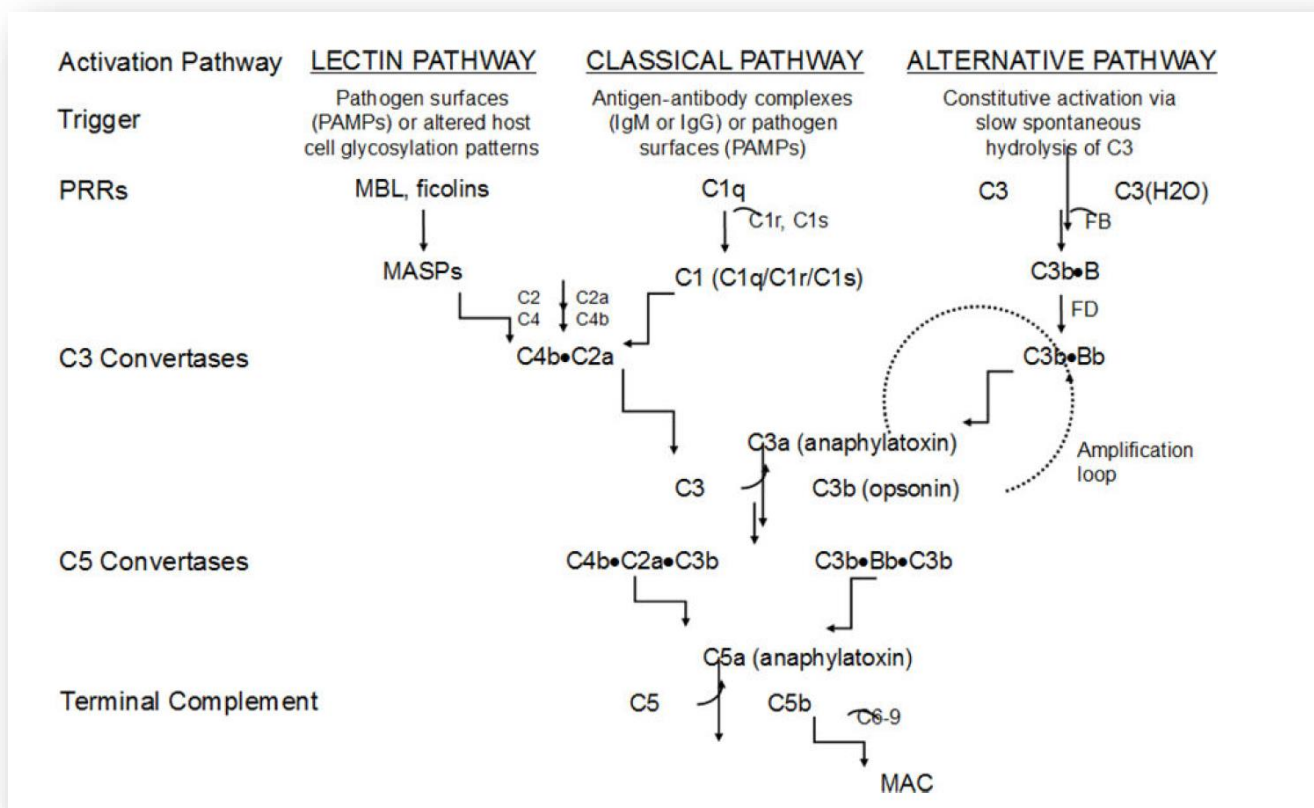 Activation Pathway LECTIN PATHWAY CLASSICAL PATHWAY ALTERNATIVE PATHWAY
Trigger
Pathogen surfaces
(PAMPs) or altered host
cell glycosylation patterns
Antigen-antibody complexes
(IgM or IgG) or pathogen
surfaces (PAMPs)
Constitutive activation via
slow spontaneous
hydrolysis of C3
PRRs MBL, ficolins C1q C3 C3(H2O)
C1r, C1s FB
MASPs C1 (C1q/C1r/C1s) C3b•B
C2 C2a
C4 C4b
FD
C3 Convertases C4b•C2a C3b•Bb
C3a (anaphylatoxin)
Amplification
loop
C3 C3b (opsonin)
C5 Convertases C4b•C2a•C3b C3b•Bb•C3b
C5a (anaphylatoxin)
Terminal Complement C5 C5b C6-9
MAC